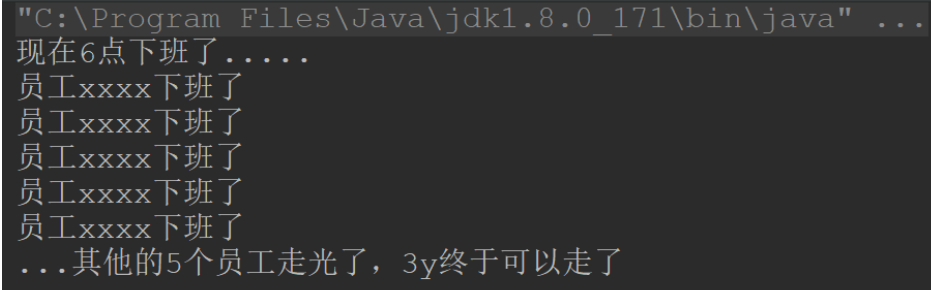 "C:\Program Files\Java\jdk1.8.0_171\bin\java" ...
现在6点下班了.....
员工xxxx下班了
员工xxxx下班了
员工xxxx下班了
员工xxxx下班了
员工xxxx下班了
...其他的5个员工走光了，3y终于可以走了